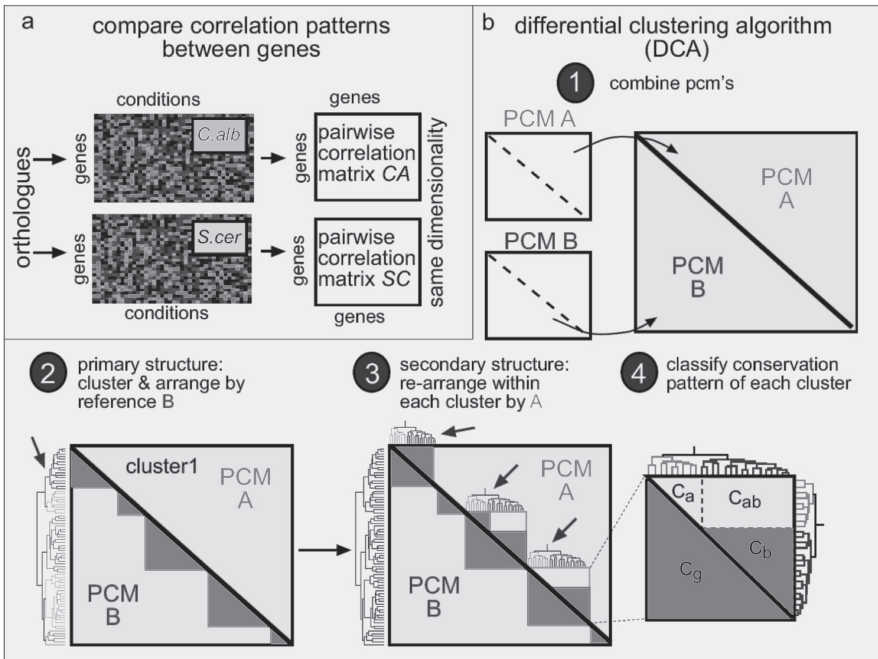 a
compare correlation patterns
between genes
conditions
genes
orthologues
genes
C.alb
genes
pairwise
correlation
matrix CA
same dimensionality
genes
S.cer
genes
pairwise
correlation
matrix SC
conditions
genes
b
differential clustering algorithm
(DCA)
1
combine pcm's
PCM A
PCM B
PCM
A
PCM
B
2
primary structure:
cluster & arrange by
reference B
cluster1
PCM
A
PCM
B
3
secondary structure:
re-arrange within
each cluster by A
PCM
A
PCM
B
4
classify conservation
pattern of each cluster
Ca
Cab
Cb
Cg